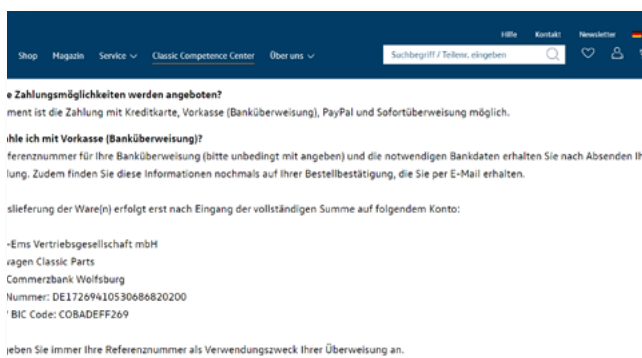 Hilfe Kontakt Newsletter
Shop Magazin Service Classic Competence Center Über uns Suchbegriff / Teilenr. eingeben
e Zahlungsmöglichkeiten werden angeboten?
ment ist die Zahlung mit Kreditkarte, Vorkasse (Banküberweisung), PayPal und Sofortüberweisung möglich.
hle ich mit Vorkasse (Banküberweisung)?
ferenznummer für Ihre Banküberweisung (bitte unbedingt mit angeben) und die notwendigen Bankdaten erhalten Sie nach Absenden Ih
lung. Zudem finden Sie diese Informationen nochmals auf Ihrer Bestellbestätigung, die Sie per E-Mail erhalten.
slieferung der Ware(n) erfolgt erst nach Eingang der vollständigen Summe auf folgendem Konto:
-Ems Vertriebsgesellschaft mbH
wagen Classic Parts
Commerzbank Wolfsburg
Nummer: DE17269410530686820200
' BIC Code: COBADEFF269
geben Sie immer Ihre Referenznummer als Verwendungszweck Ihrer Überweisung an.